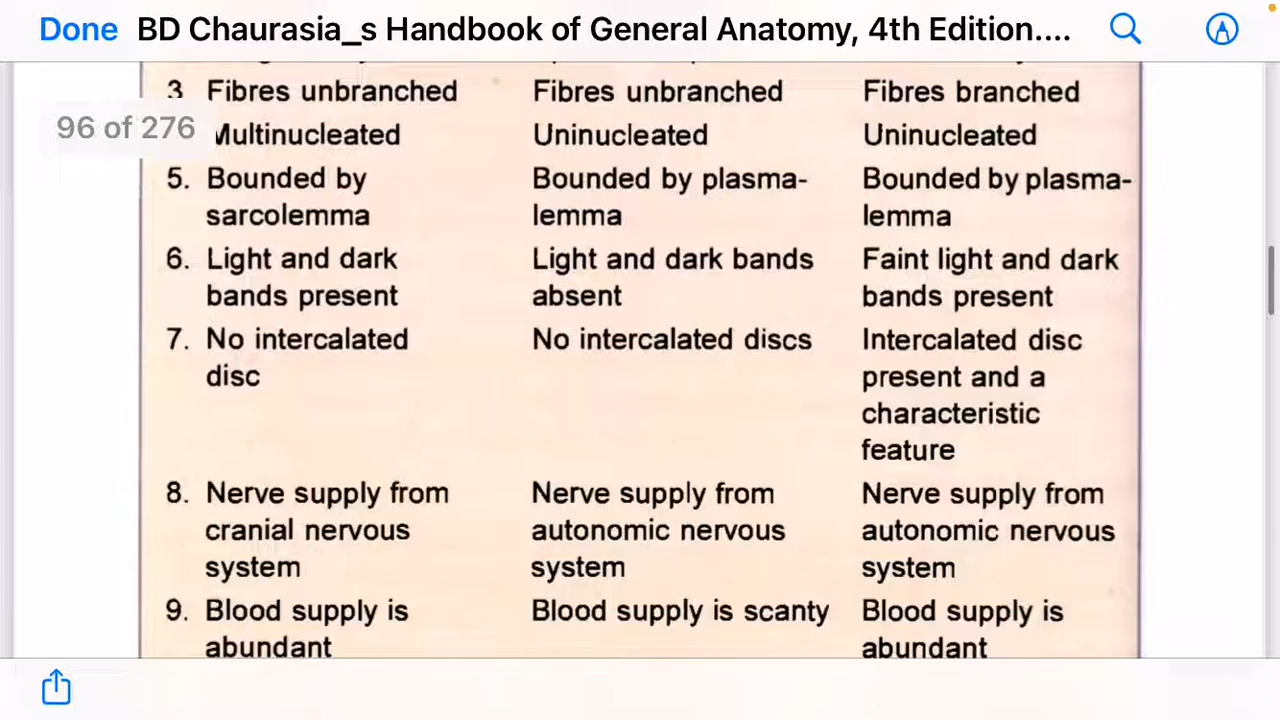 Done BD Chaurasia_s Handbook of General Anatomy, 4th Edition....
96 of 276
3 Fibres unbranched Fibres unbranched Fibres branched
Multinucleated Uninucleated Uninucleated
5. Bounded by Bounded by plasma- Bounded by plasma-
sarcolemma lemma lemma
6. Light and dark Light and dark bands Faint light and dark
bands present absent bands present
7. No intercalated No intercalated discs Intercalated disc
disc present and a
characteristic
feature
8. Nerve supply from Nerve supply from Nerve supply from
cranial nervous autonomic nervous autonomic nervous
system system system
9. Blood supply is Blood supply is scanty Blood supply is
abundant abundant